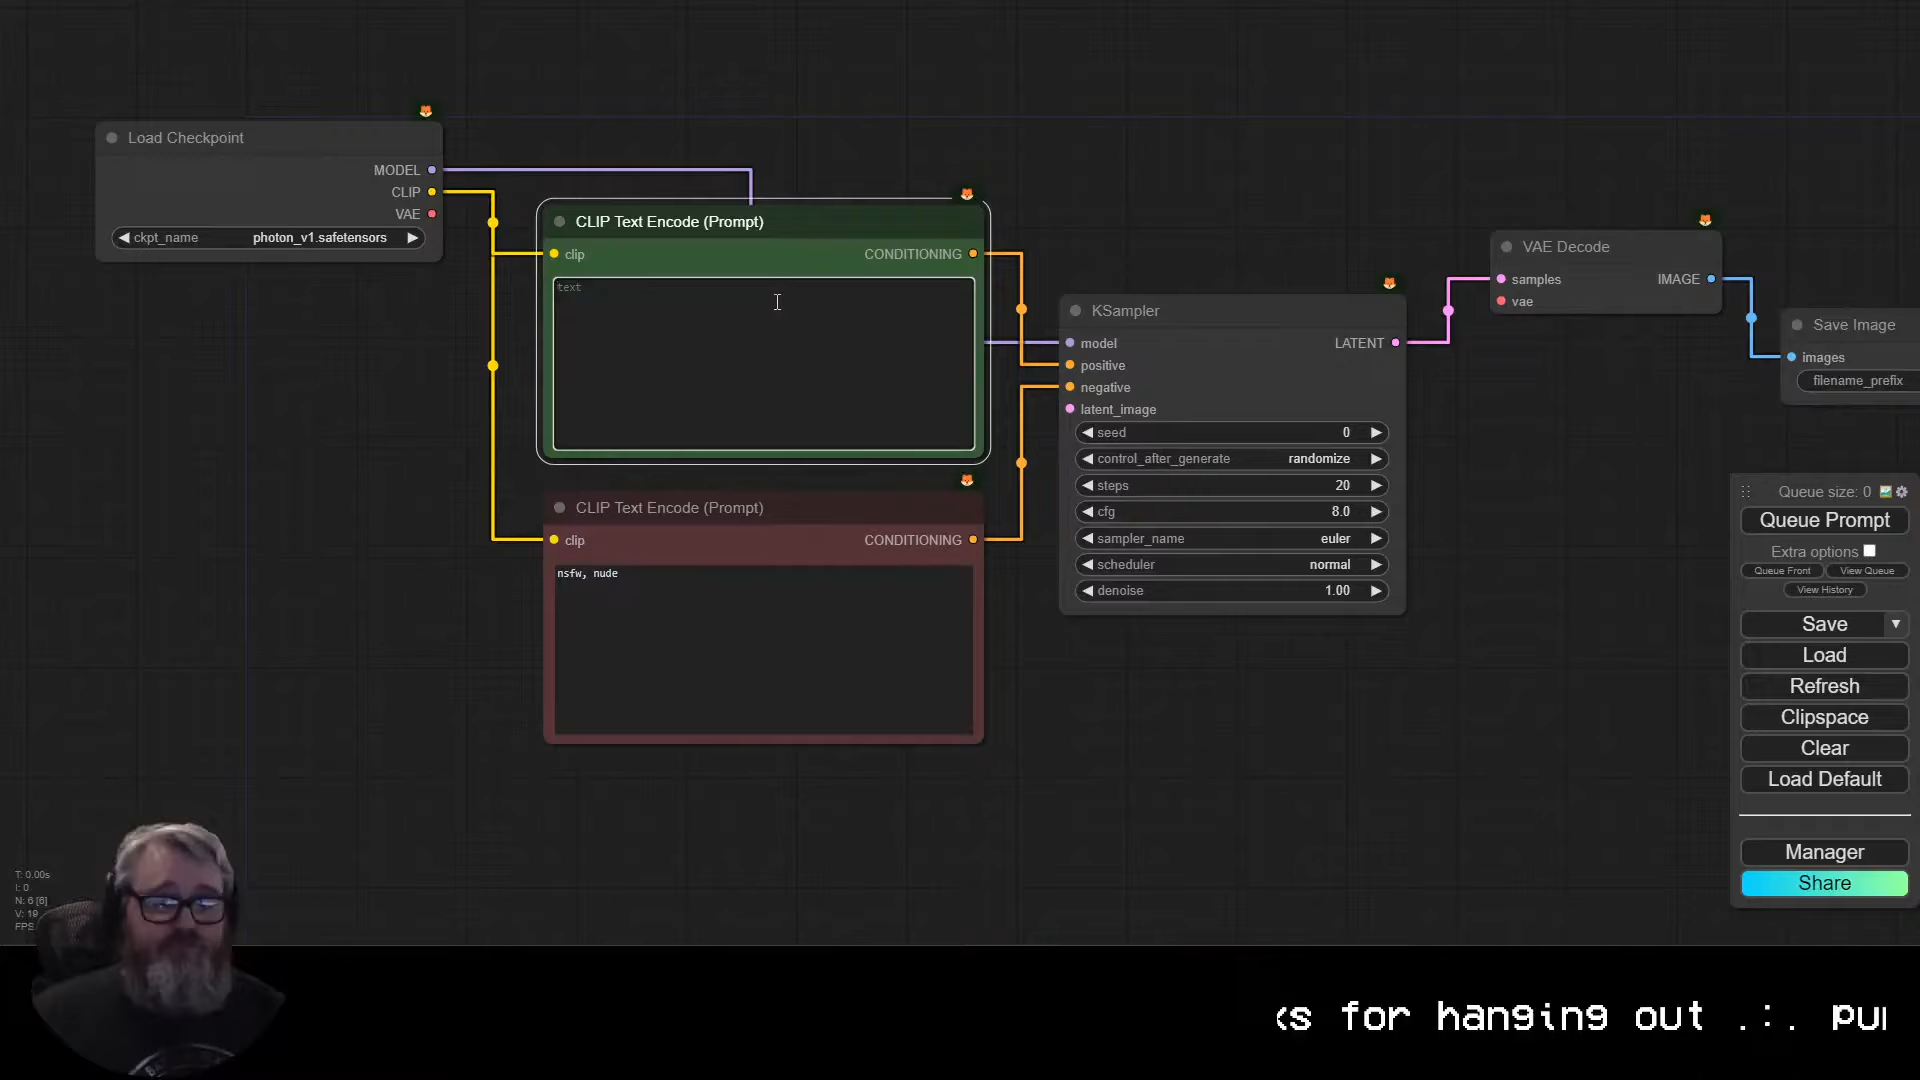 Load Checkpoint
MODEL
CLIP
VAE
ckpt_name photon_v1.safetensors
CLIP Text Encode (Prompt)
clip CONDITIONING
text
CLIP Text Encode (Prompt)
clip CONDITIONING
nsfw, nude
KSampler
model LATENT
positive
negative
latent_image
seed 0
control_after_generate randomize
steps 20
cfg 8.0
sampler_name euler
scheduler normal
denoise 1.00
VAE Decode
samples IMAGE
vae
Save Image
images
filename_prefix
Queue size: 0
Queue Prompt
Extra options
Queue Front View Queue
View History
Save
Load
Refresh
Clipspace
Clear
Load Default
Manager
Share
T: 0.00s
I: 0
N: 6 [6]
V: 19
FPS
for hanging out .:.